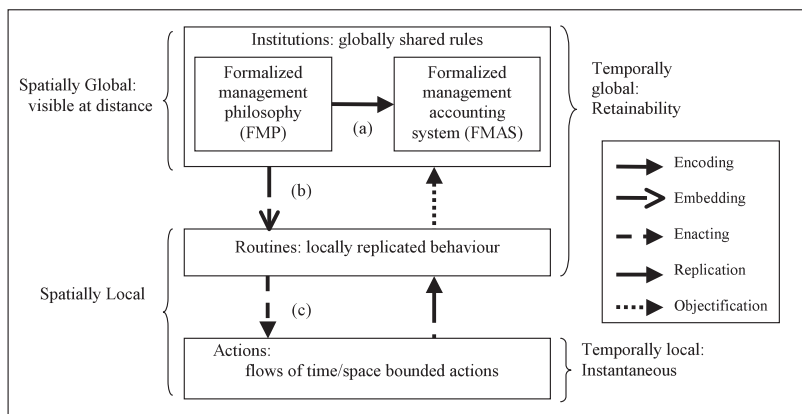 Institutions: globally shared rules
Spatially Global:
visible at distance
Formalized
management
philosophy
(FMP)
(a)
Formalized
management
accounting
system (FMAS)
Temporally
global:
Retainability
(b)
Routines: locally replicated behaviour
Spatially Local
(c)
Actions:
flows of time/space bounded actions
Temporally local:
Instantaneous
Encoding
Embedding
Enacting
Replication
Objectification